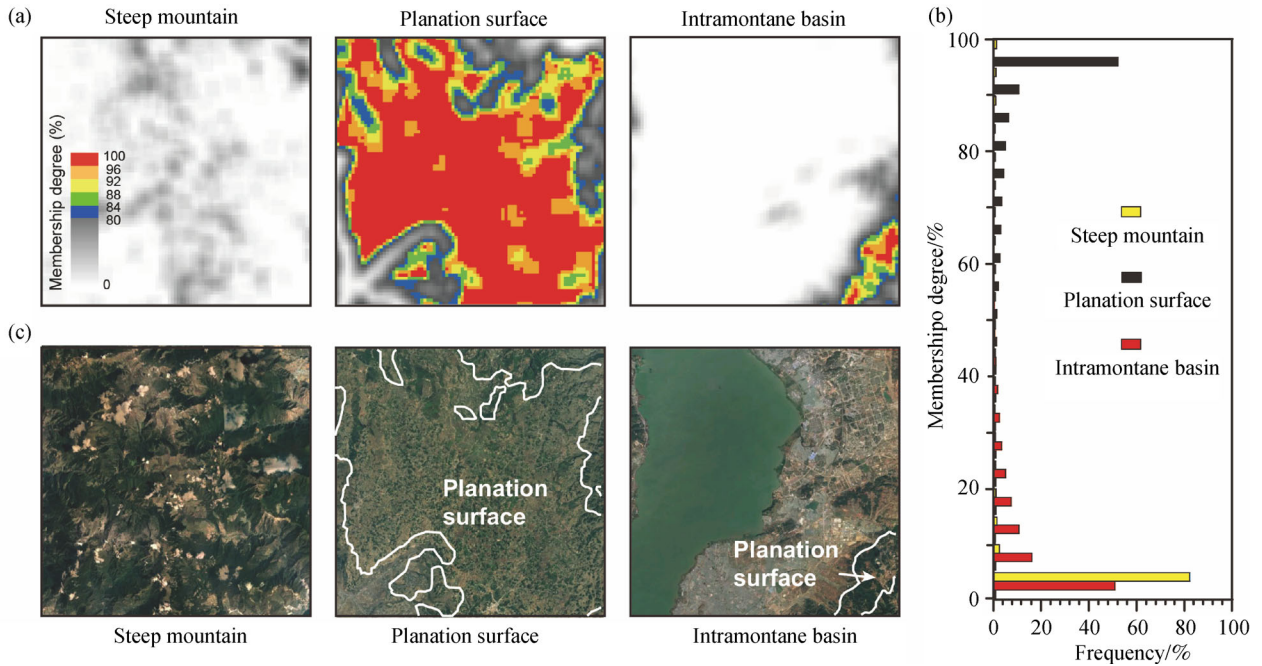 (a)
Steep mountain
Planation surface
Intramontane basin
Membership degree (%)
100
96
92
88
84
80
0
(b)
100
80
60
40
20
0
Membershipo degree/%
Steep mountain
Planation surface
Intramontane basin
0 20 40 60 80 100
Frequency/%
(c)
Planation
surface
Planation
surface
Steep mountain
Planation surface
Intramontane basin